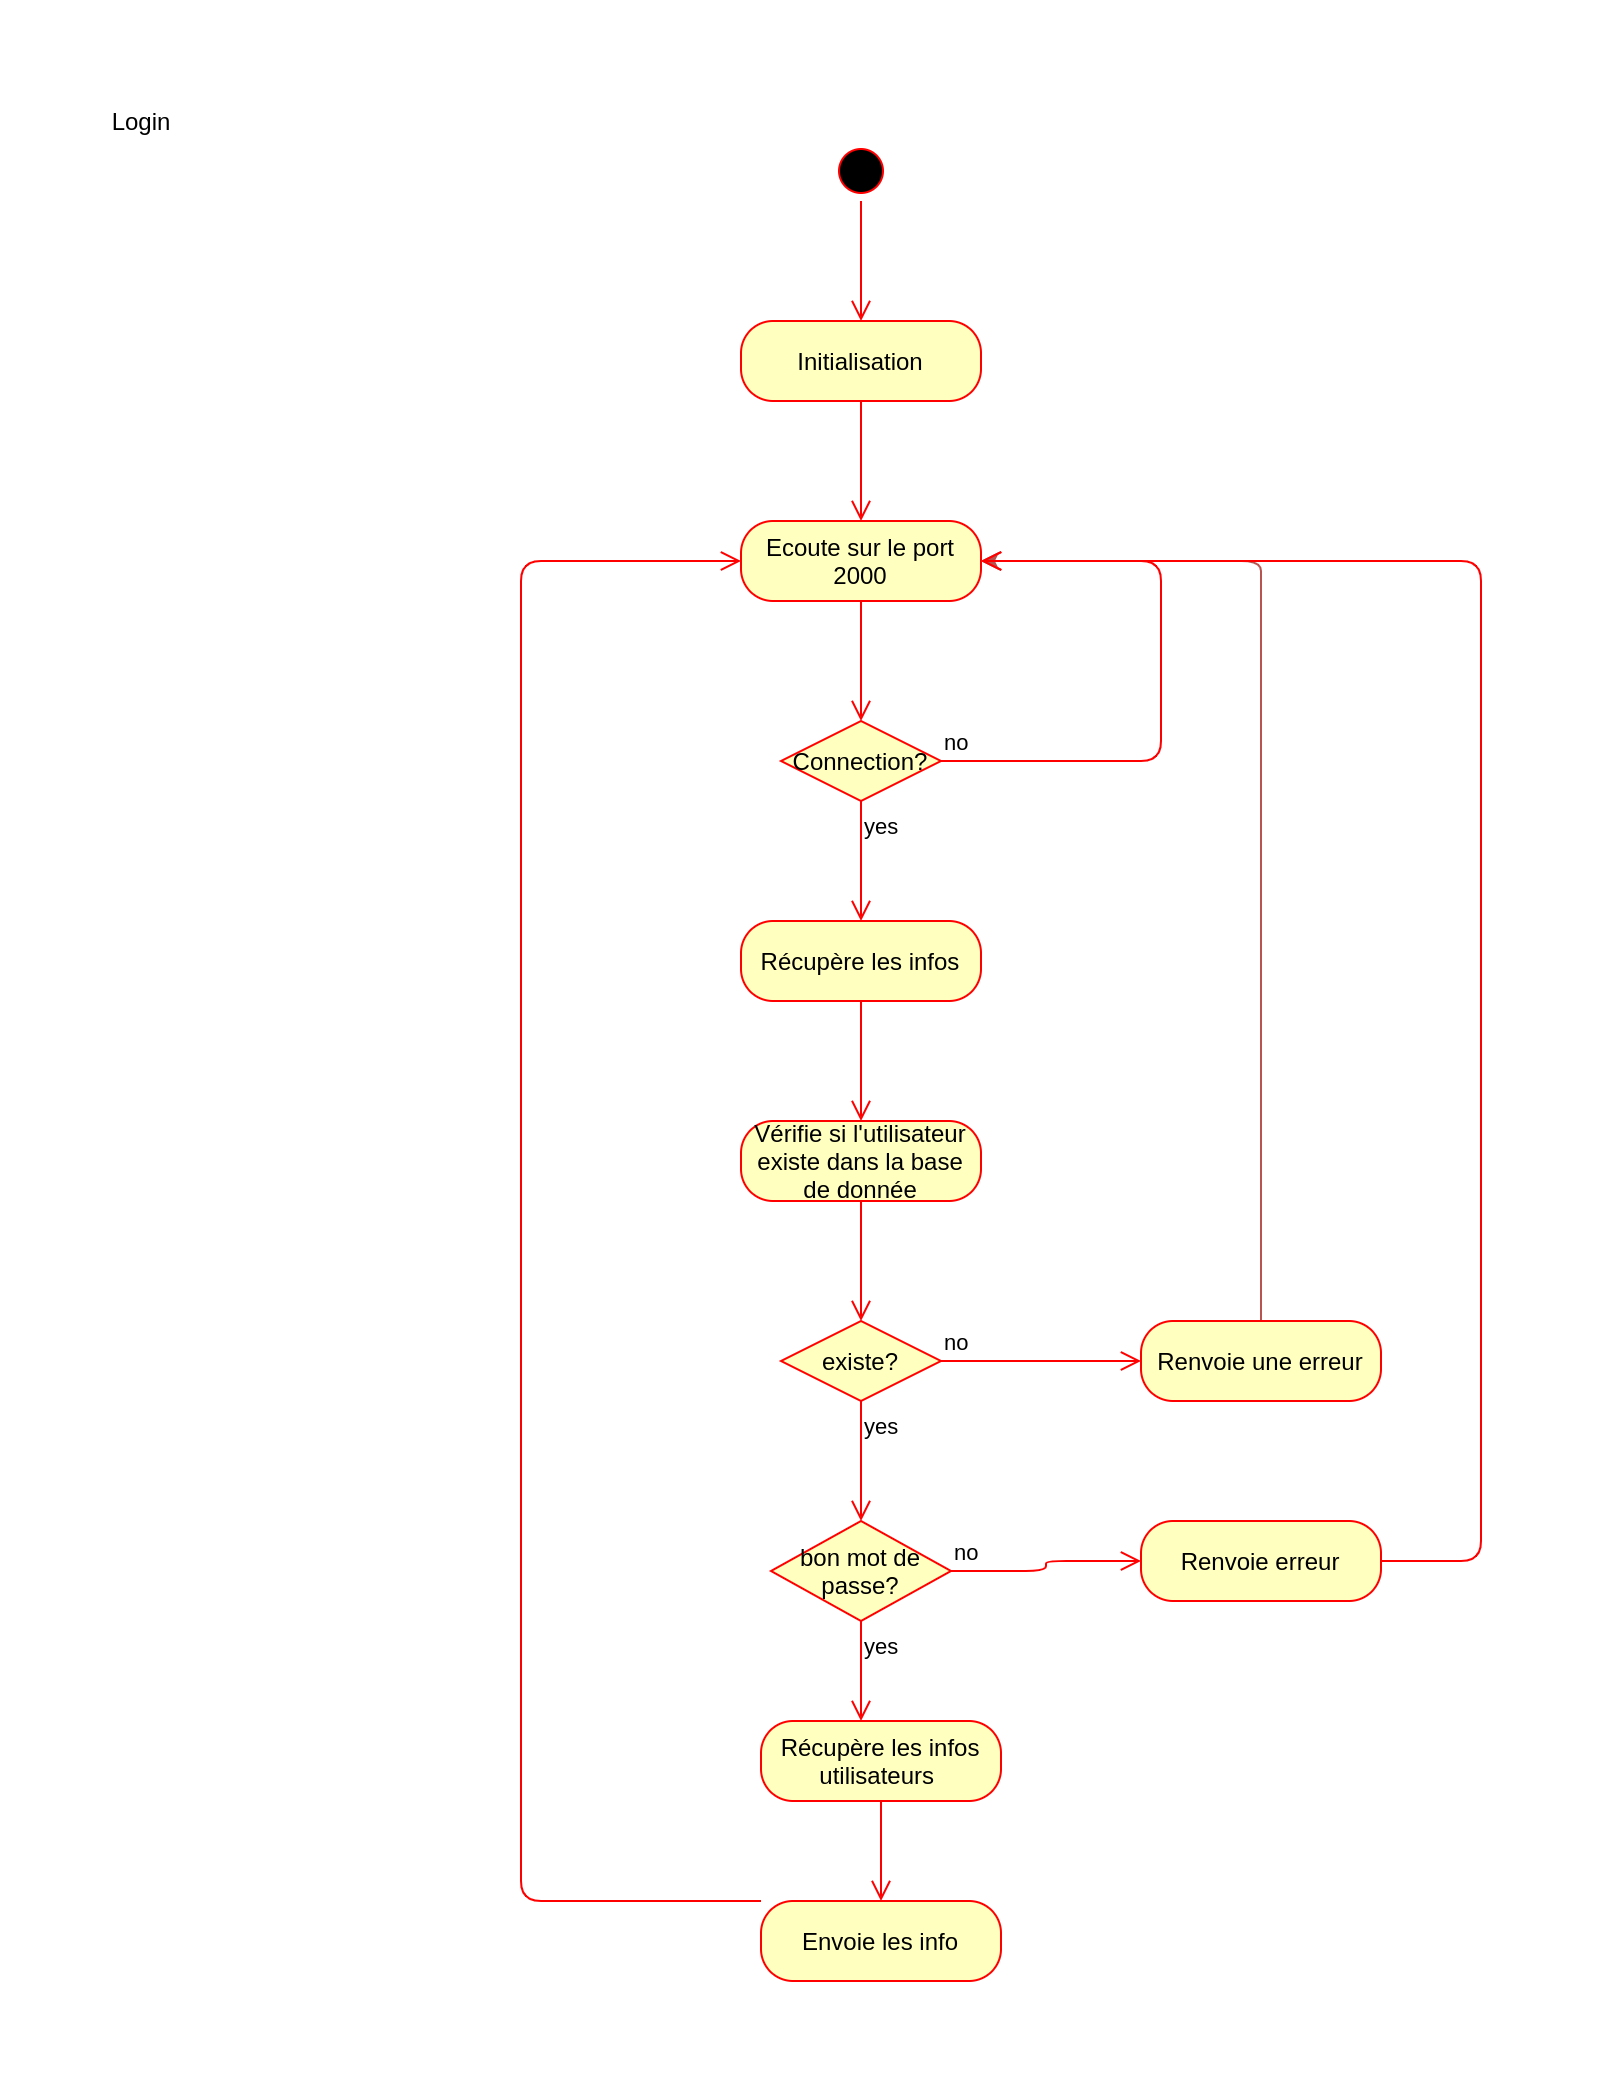 Login
Initialisation
Ecoute sur le port
2000
Connection?
no
yes
Récupère les infos
Vérifie si l'utilisateur
existe dans la base
de donnée
existe?
no
Renvoie une erreur
yes
bon mot de
passe?
no
Renvoie erreur
yes
Récupère les infos
utilisateurs
Envoie les info